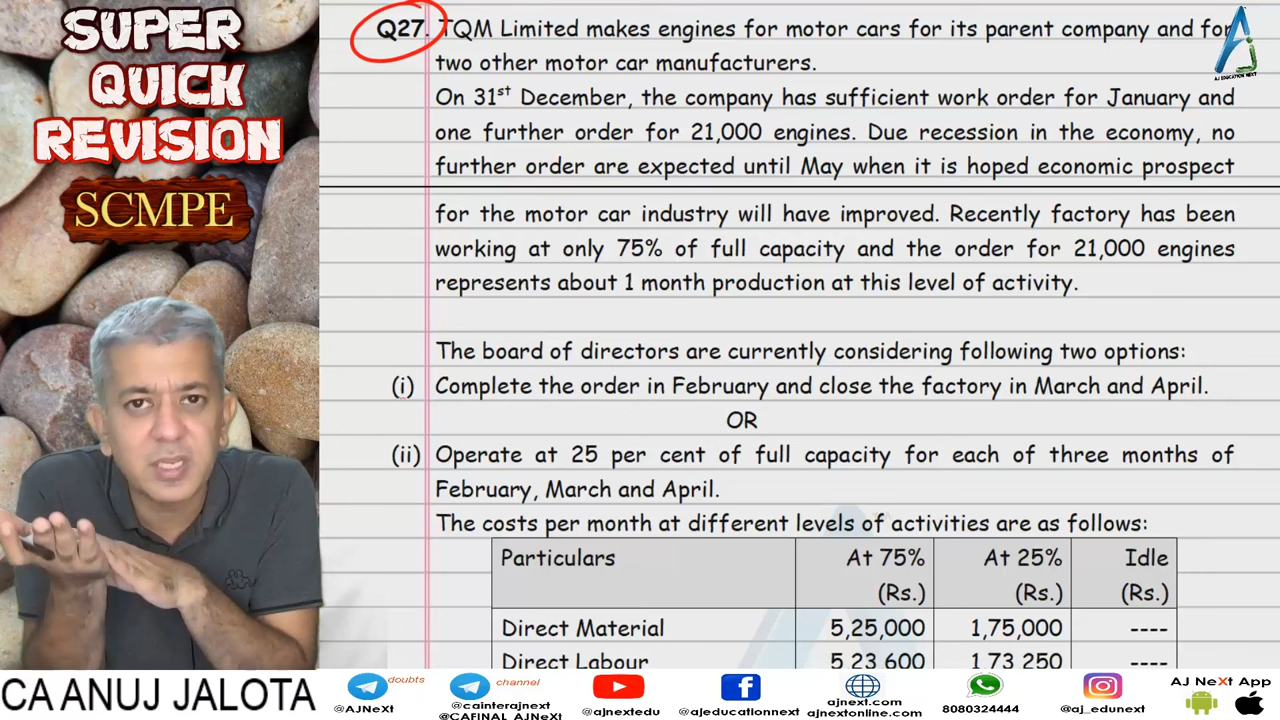 SUPER
QUICK
REVISION
SCMPE
Q27. TQM Limited makes engines for motor cars for its parent company and for
two other motor car manufacturers.
On 31st December, the company has sufficient work order for January and
one further order for 21,000 engines. Due recession in the economy, no
further order are expected until May when it is hoped economic prospect
for the motor car industry will have improved. Recently factory has been
working at only 75% of full capacity and the order for 21,000 engines
represents about 1 month production at this level of activity.
The board of directors are currently considering following two options:
(i) Complete the order in February and close the factory in March and April.
OR
(ii) Operate at 25 per cent of full capacity for each of three months of
February, March and April.
The costs per month at different levels of activities are as follows:
Particulars At 75% (Rs.) At 25% (Rs.) Idle (Rs.)
Direct Material 5,25,000 1,75,000 ----
Direct Labour 5 23 600 1 73 250 ----
AJ EDUCATION NEXT
CA ANUJ JALOTA
doubts
@AJNeXt
channel
@cainterajnext
@CAFINAL_AJNeXt
@ajnextedu
@ajeducationnext
ajnext.com
ajnextonline.com
8080324444
@aj_edunext
AJ NeXt App